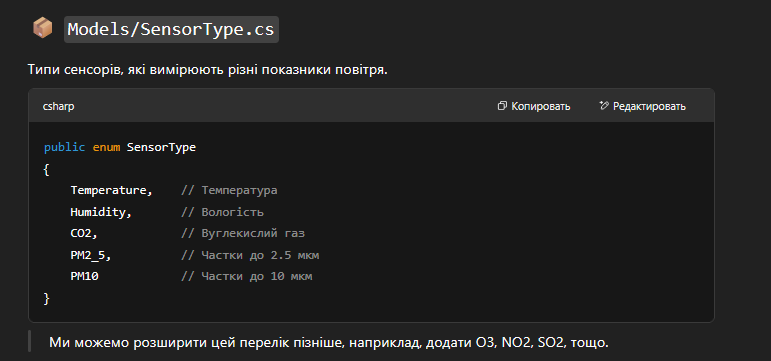 Models/SensorType.cs
Типи сенсорів, які вимірюють різні показники повітря.
csharp Копировать Редактировать
public enum SensorType
{
Temperature, // Температура
Humidity, // Вологість
CO2, // Вуглекислий газ
PM2_5, // Частки до 2.5 мкм
PM10 // Частки до 10 мкм
}
Ми можемо розширити цей перелік пізніше, наприклад, додати O3, NO2, SO2, тощо.